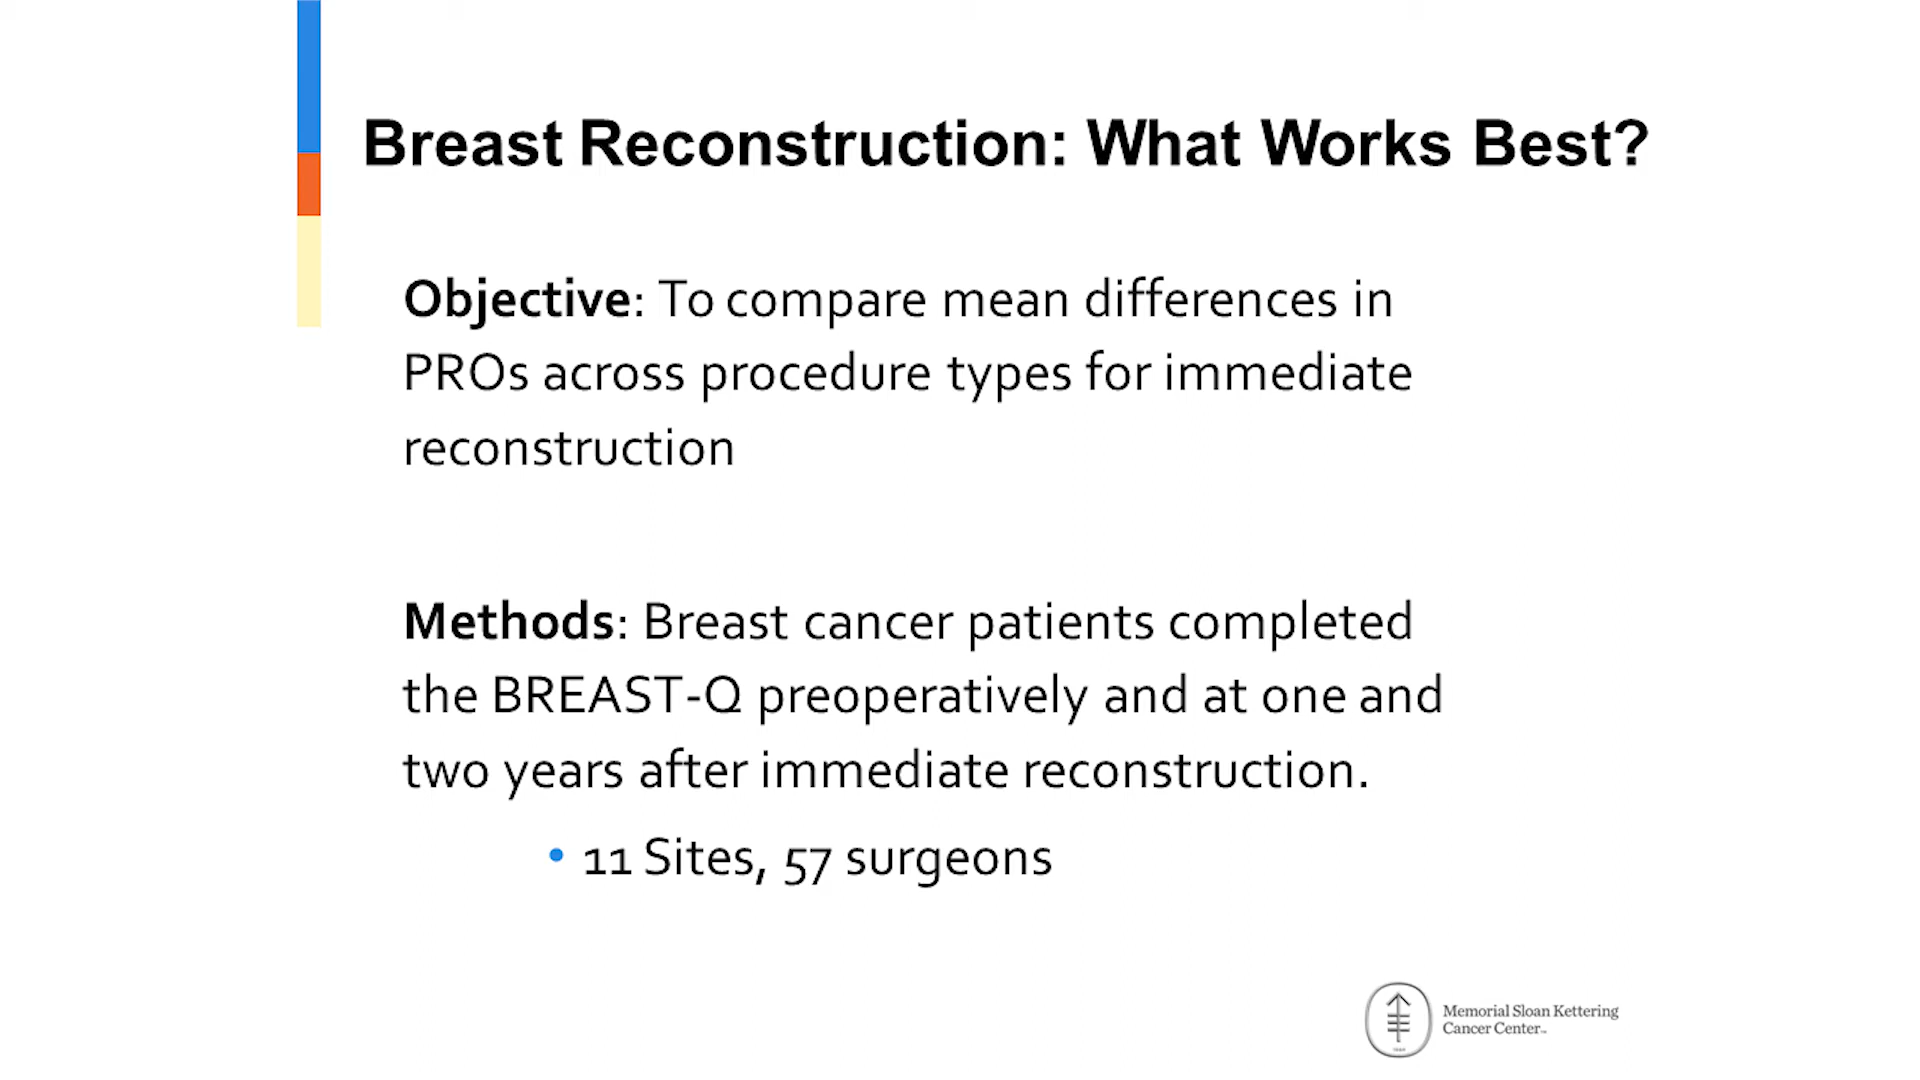 Breast Reconstruction: What Works Best?
Objective: To compare mean differences in
PROs across procedure types for immediate
reconstruction
Methods: Breast cancer patients completed
the BREAST-Q preoperatively and at one and
two years after immediate reconstruction.
• 11 Sites, 57 surgeons
Memorial Sloan Kettering
Cancer Center™